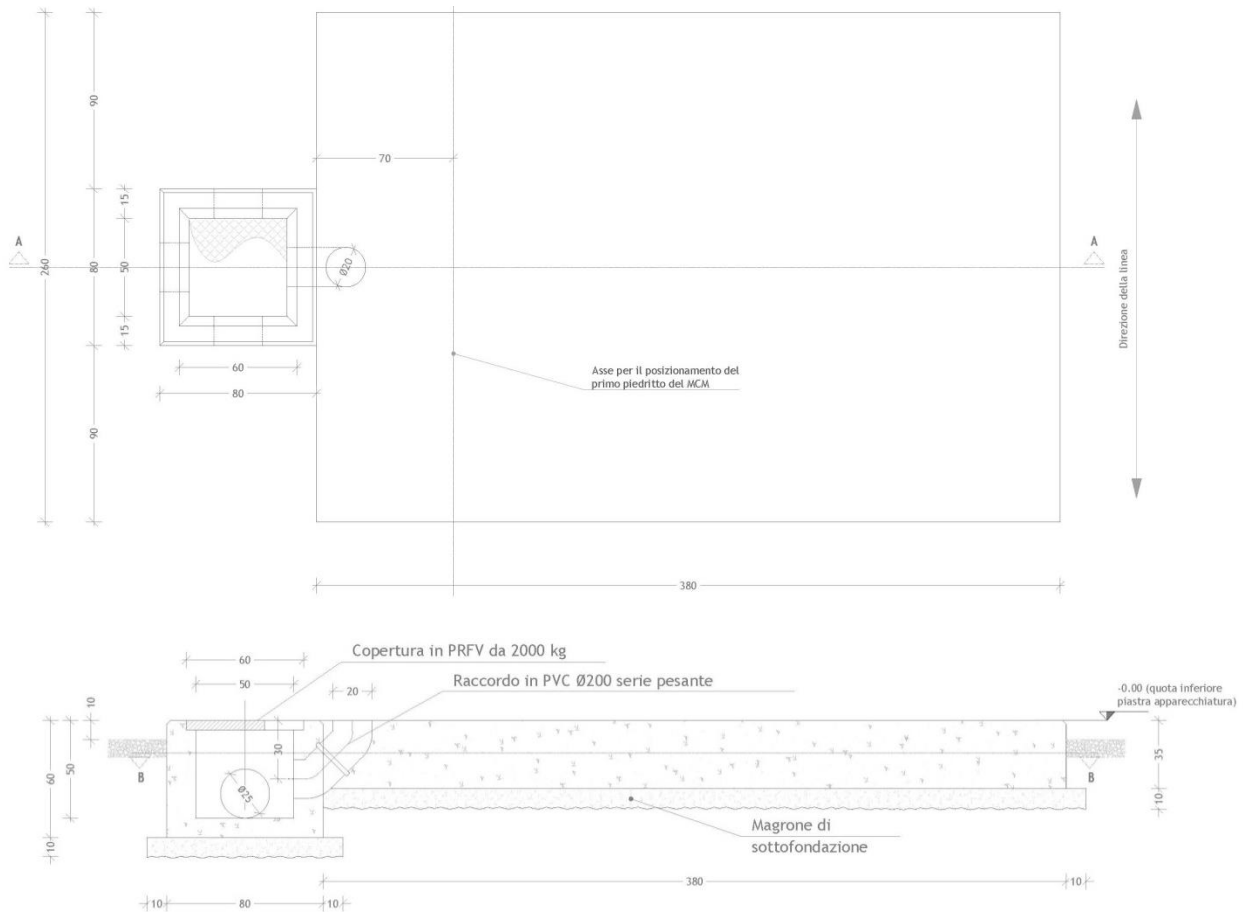 90
70
15
A
A
260
80
50
Ø20
Direzione della linea
15
60
Asse per il posizionamento del
primo piedritto del MCM
80
90
380
Copertura in PRFV da 2000 kg
60
Raccordo in PVC Ø200 serie pesante
50
20
10
-0.00 (quota inferiore
piastra apparecchiatura)
30
60
50
B
B
35
Ø25
10
Magrone di
sottofondazione
10
380
10
10
80
10